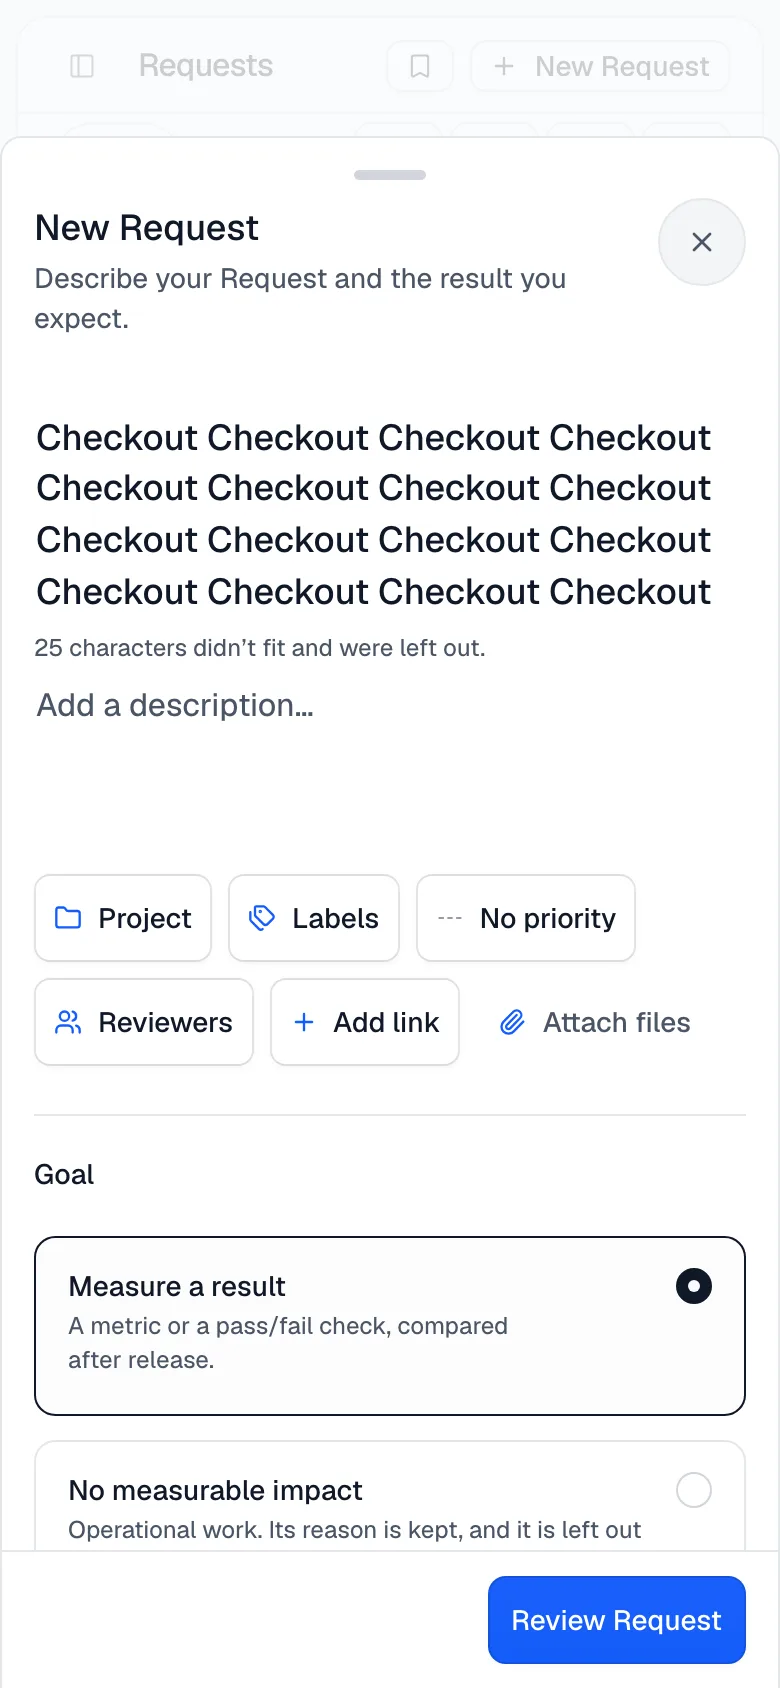 Requests
New Request
New Request
Describe your Request and the result you
expect.
Checkout Checkout Checkout Checkout
Checkout Checkout Checkout Checkout
Checkout Checkout Checkout Checkout
Checkout Checkout Checkout Checkout
25 characters didn’t fit and were left out.
Add a description...
Project
Labels
No priority
Reviewers
Add link
Attach files
Goal
Measure a result
A metric or a pass/fail check, compared
after release.
No measurable impact
Operational work. Its reason is kept, and it is left out
Review Request